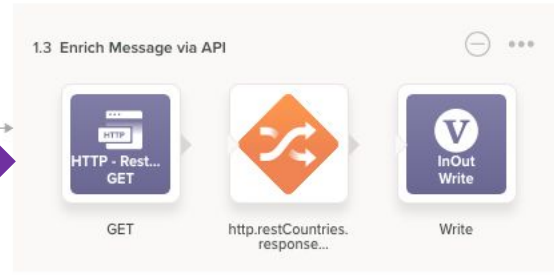 1.3 Enrich Message via API
HTTP
HTTP - Rest...
GET
V
InOut
Write
GET
http.restCountries.
response...
Write